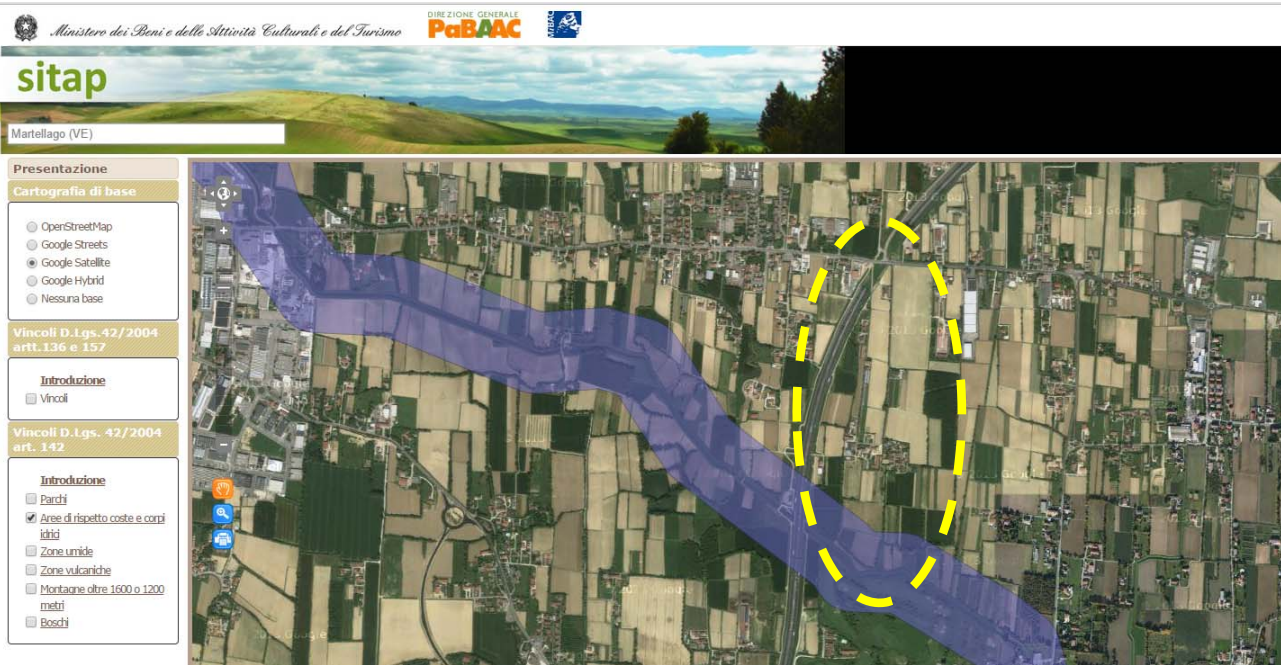 Ministero dei Beni e delle Attività Culturali e del Turismo
DIREZIONE GENERALE
PaBAAC
MiBAC
sitap
Martellago (VE)
Presentazione
Cartografia di base
OpenStreetMap
Google Streets
Google Satellite
Google Hybrid
Nessuna base
Vincoli D.Lgs.42/2004
artt.136 e 157
Introduzione
Vincoli
Vincoli D.Lgs. 42/2004
art. 142
Introduzione
Parchi
Aree di rispetto coste e corpi
idrici
Zone umide
Zone vulcaniche
Montagne oltre 1600 o 1200
metri
Boschi
2013 Google